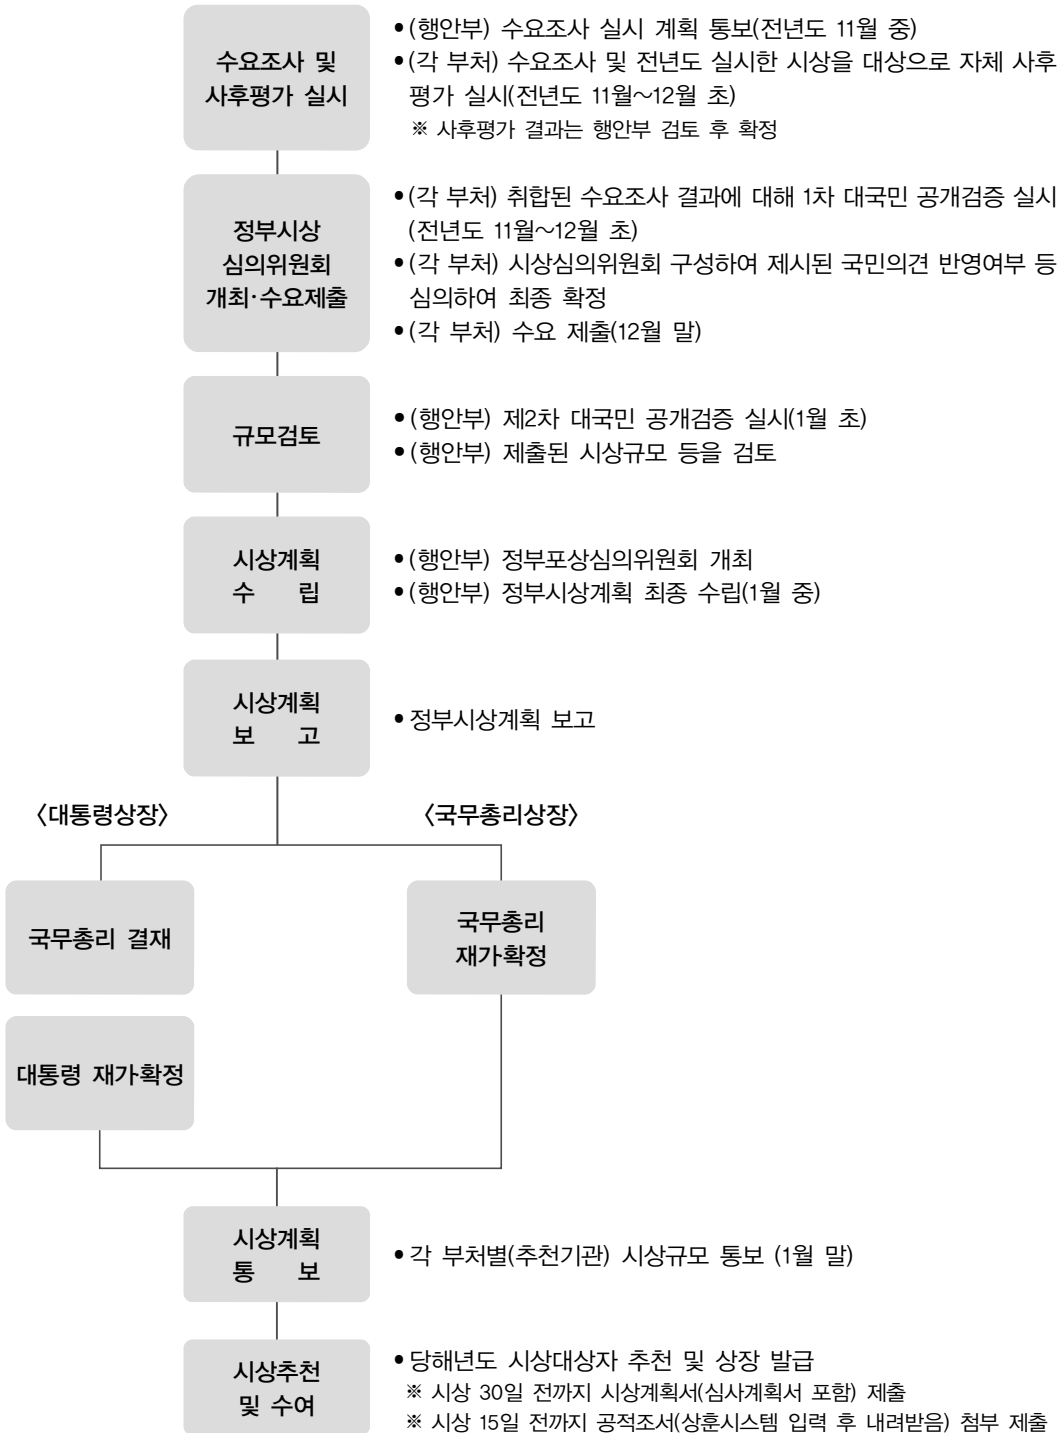 수요조사 및
사후평가 실시
•(행안부) 수요조사 실시 계획 통보(전년도 11월 중)
•(각 부처) 수요조사 및 전년도 실시한 시상을 대상으로 자체 사후
평가 실시(전년도 11월~12월 초)
※ 사후평가 결과는 행안부 검토 후 확정
정부시상
심의위원회
개최·수요제출
•(각 부처) 취합된 수요조사 결과에 대해 1차 대국민 공개검증 실시
(전년도 11월~12월 초)
•(각 부처) 시상심의위원회 구성하여 제시된 국민의견 반영여부 등
심의하여 최종 확정
•(각 부처) 수요 제출(12월 말)
규모검토
•(행안부) 제2차 대국민 공개검증 실시(1월 초)
•(행안부) 제출된 시상규모 등을 검토
시상계획
수 립
•(행안부) 정부포상심의위원회 개최
•(행안부) 정부시상계획 최종 수립(1월 중)
시상계획
보 고
•정부시상계획 보고
〈대통령상장〉
〈국무총리상장〉
국무총리 결재
국무총리
재가·확정
대통령 재가·확정
시상계획
통 보
•각 부처별(추천기관) 시상규모 통보 (1월 말)
시상추천
및 수여
•당해년도 시상대상자 추천 및 상장 발급
※ 시상 30일 전까지 시상계획서(심사계획서 포함) 제출
※ 시상 15일 전까지 공적조서(상훈시스템 입력 후 내려받음) 첨부 제출